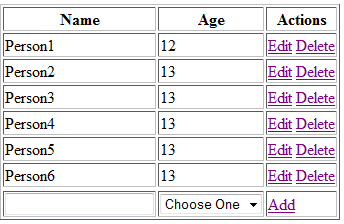 Name Age Actions
Person1 12 Edit Delete
Person2 13 Edit Delete
Person3 13 Edit Delete
Person4 13 Edit Delete
Person5 13 Edit Delete
Person6 13 Edit Delete
Choose One Add